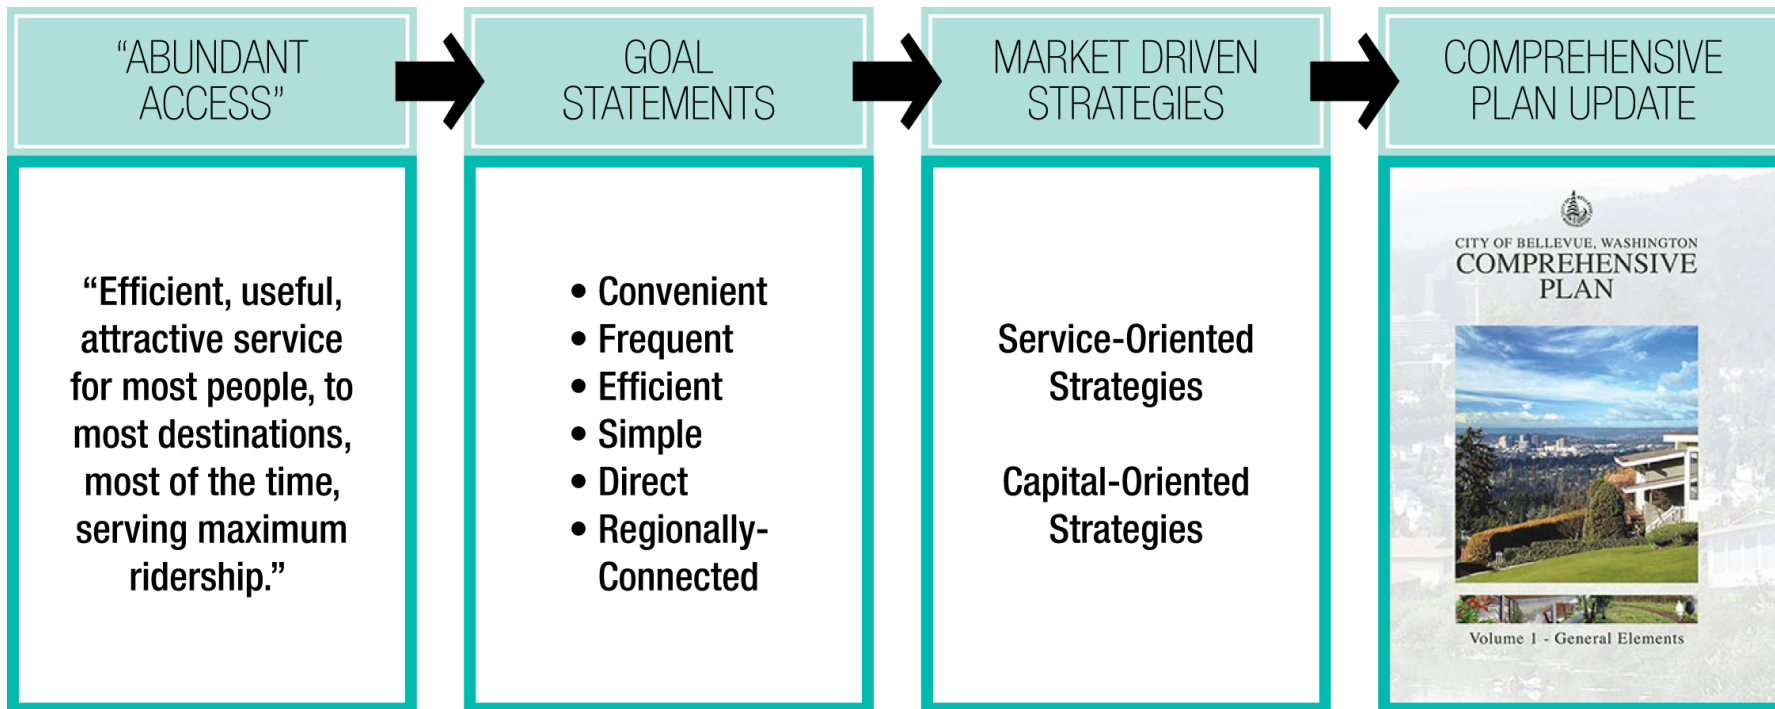 “ABUNDANT
ACCESS”
GOAL
STATEMENTS
MARKET DRIVEN
STRATEGIES
COMPREHENSIVE
PLAN UPDATE
“Efficient, useful,
attractive service
for most people, to
most destinations,
most of the time,
serving maximum
ridership.”
• Convenient
• Frequent
• Efficient
• Simple
• Direct
• Regionally-
Connected
Service-Oriented
Strategies
Capital-Oriented
Strategies
CITY OF BELLEVUE, WASHINGTON
COMPREHENSIVE
PLAN
Volume 1 - General Elements